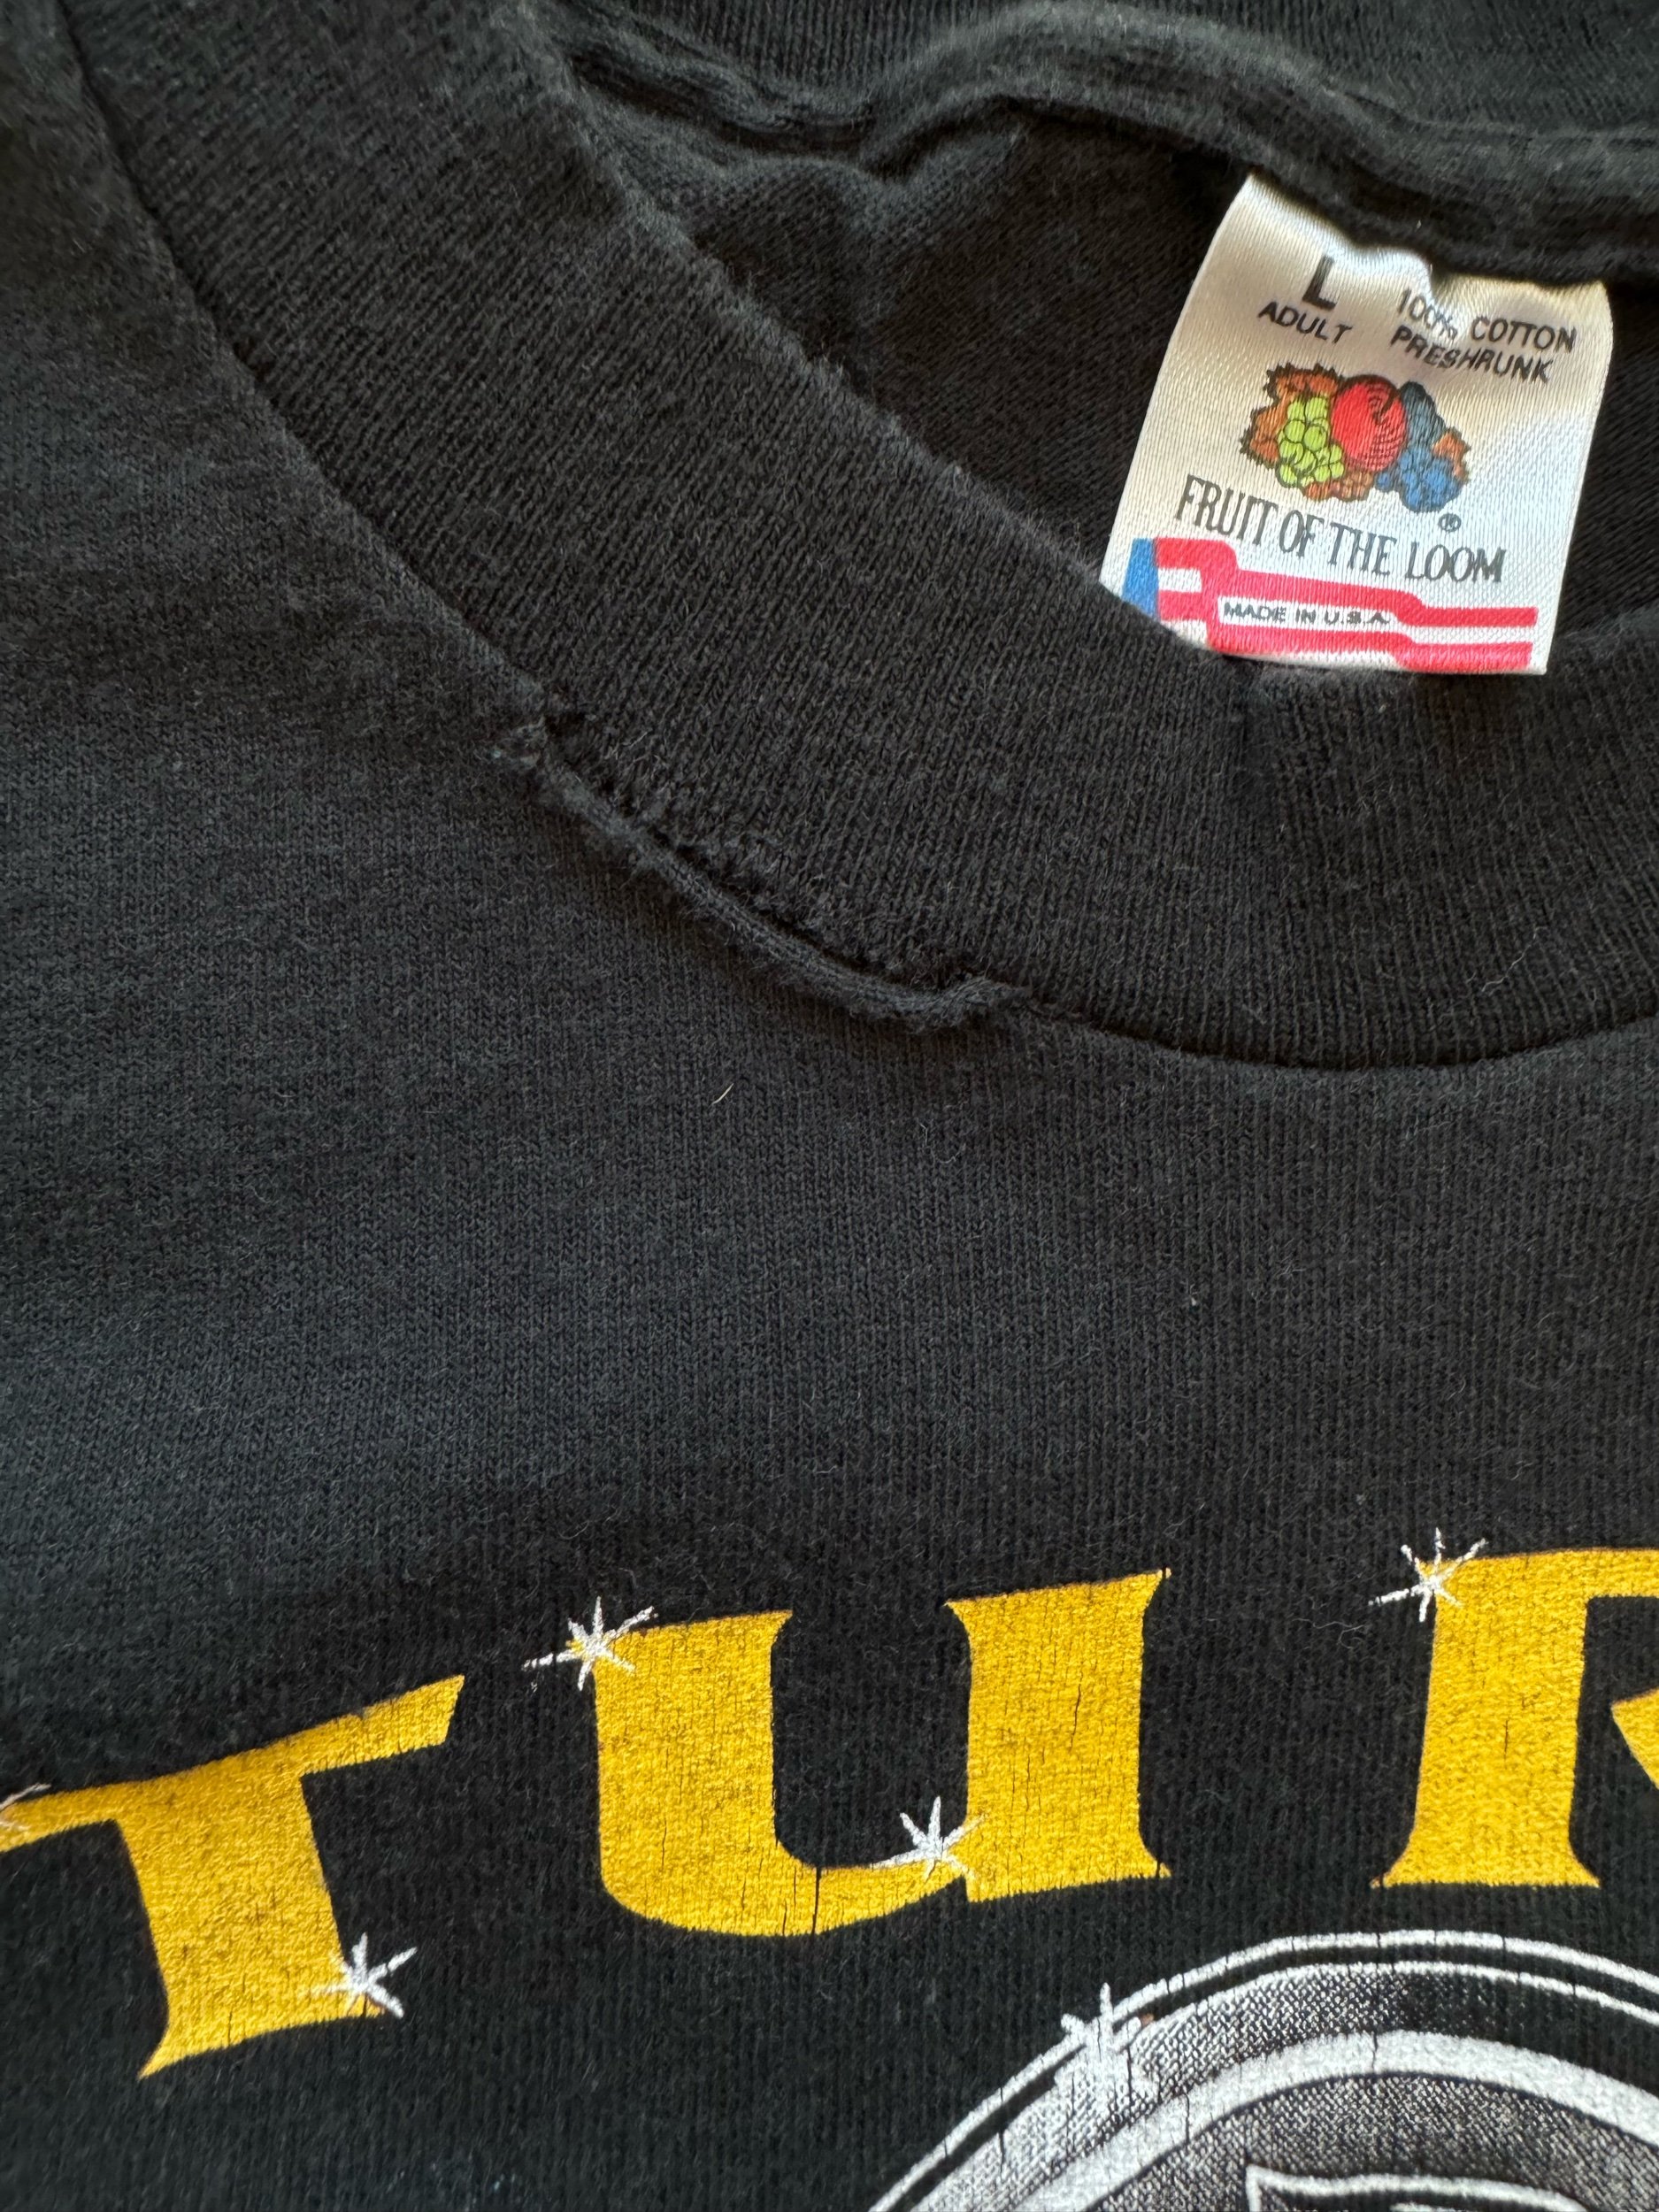 L 100% COTTON
ADULT PRESHRUNK
FRUIT OF THE LOOM ®
MADE IN U.S.A.
TUR